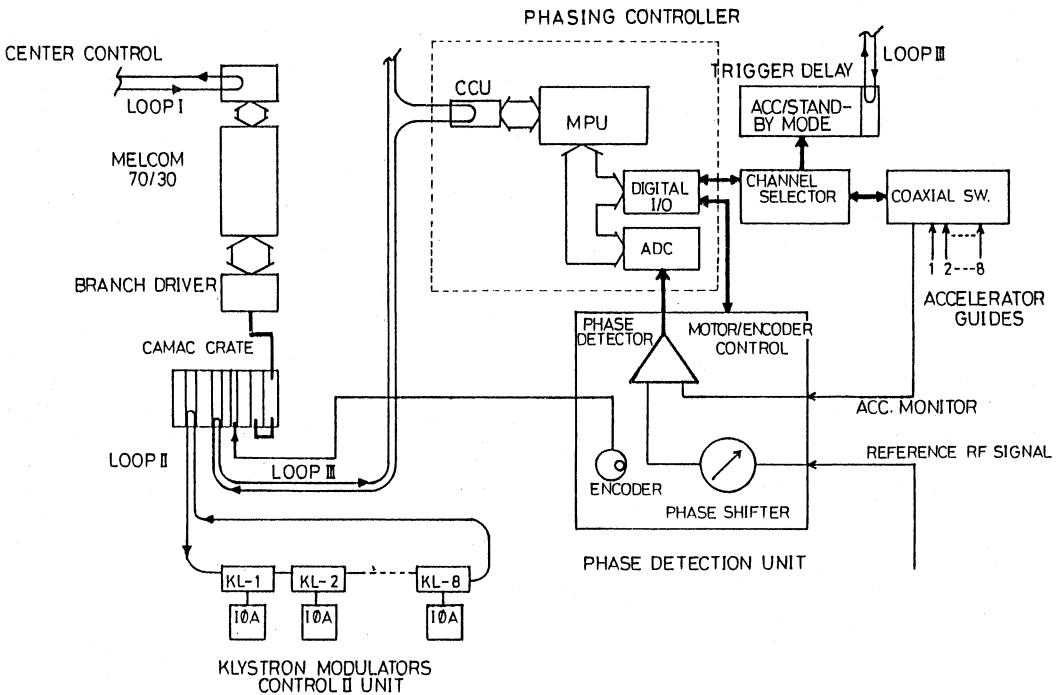 PHASING CONTROLLER
CENTER CONTROL
LOOP I
CCU
MPU
LOOP III
TRIGGER DELAY
ACC/STAND-
BY MODE
MELCOM
70/30
DIGITAL
I/O
CHANNEL
SELECTOR
COAXIAL SW.
ADC
1 2---8
ACCELERATOR
GUIDES
BRANCH DRIVER
PHASE
DETECTOR
MOTOR/ENCODER
CONTROL
CAMAC CRATE
ACC. MONITOR
LOOP II
LOOP III
REFERENCE RF SIGNAL
ENCODER
PHASE SHIFTER
PHASE DETECTION UNIT
KL-1
KL-2
KL-8
IØA
IØA
IØA
KLYSTRON MODULATORS
CONTROL II UNIT